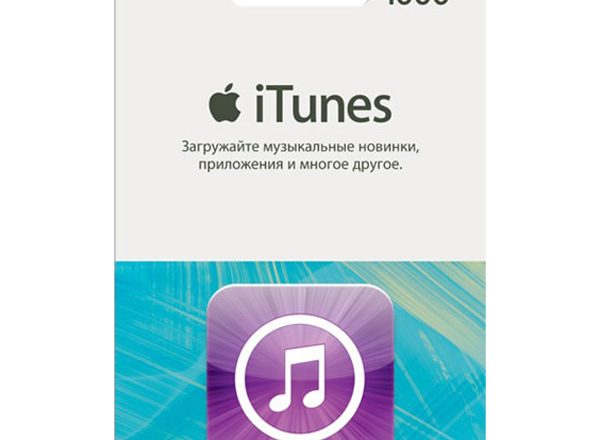 iTunes
Загружайте музыкальные новинки,
приложения и многое другое.